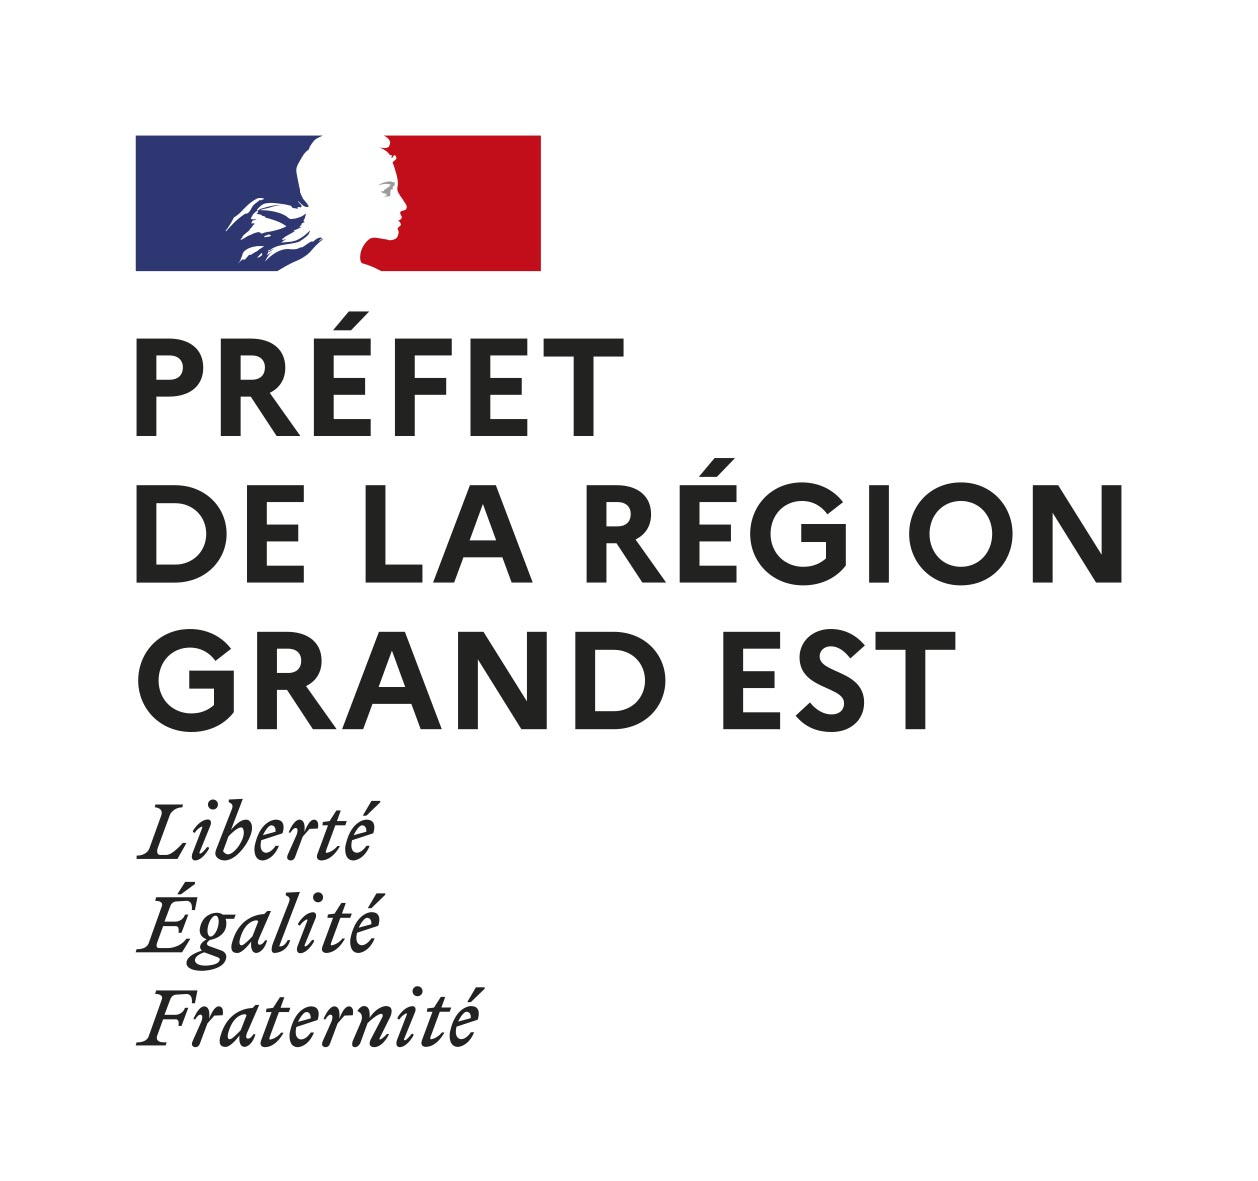 PRÉFET
DE LA RÉGION
GRAND EST
Liberté
Égalité
Fraternité